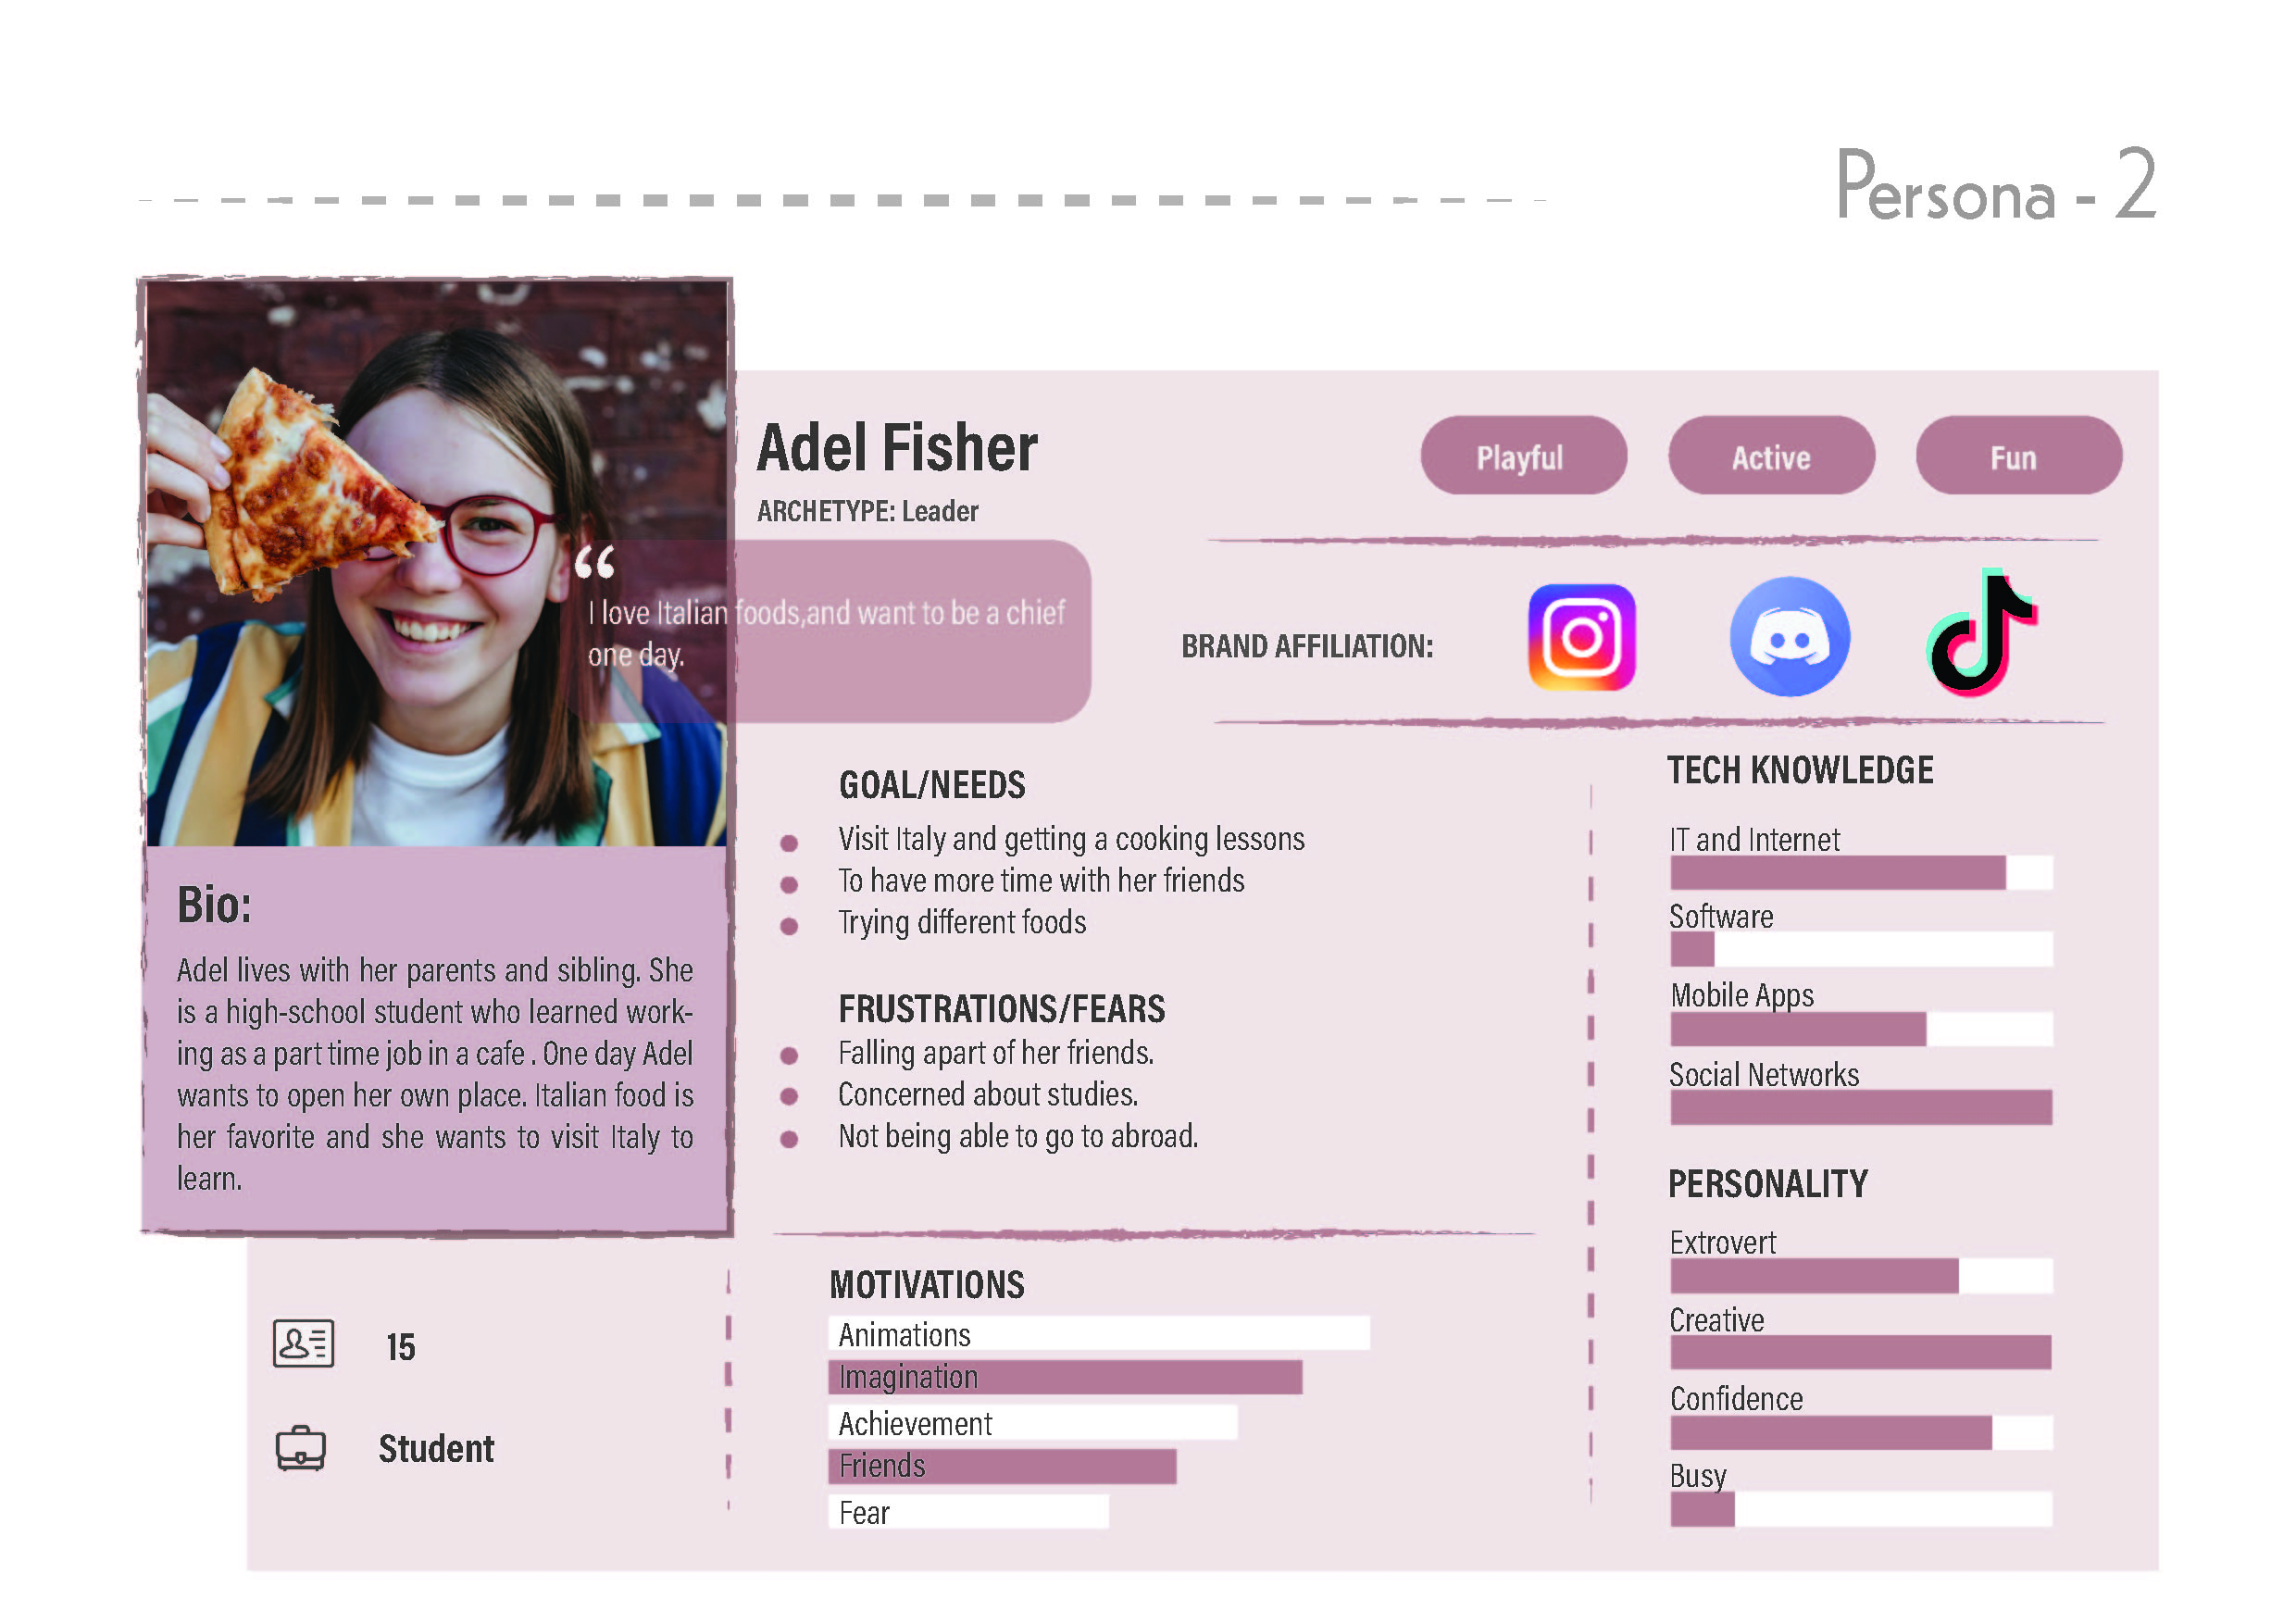 Persona - 2
Adel Fisher
ARCHETYPE: Leader
Playful
Active
Fun
“
I love Italian foods,and want to be a chief
one day.
BRAND AFFILIATION:
Bio:
Adel lives with her parents and sibling. She
is a high-school student who learned work-
ing as a part time job in a cafe . One day Adel
wants to open her own place. Italian food is
her favorite and she wants to visit Italy to
learn.
15
Student
GOAL/NEEDS
Visit Italy and getting a cooking lessons
To have more time with her friends
Trying different foods
FRUSTRATIONS/FEARS
Falling apart of her friends.
Concerned about studies.
Not being able to go to abroad.
MOTIVATIONS
Animations
Imagination
Achievement
Friends
Fear
TECH KNOWLEDGE
IT and Internet
Software
Mobile Apps
Social Networks
PERSONALITY
Extrovert
Creative
Confidence
Busy